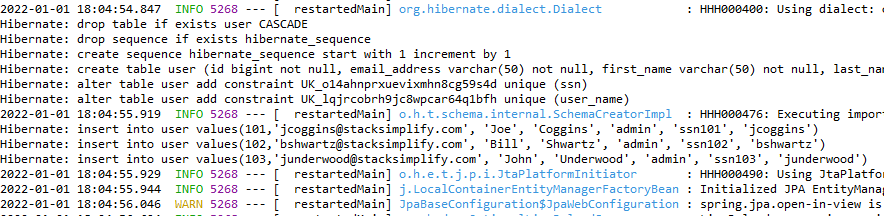 2022-01-01 18:04:54.847  INFO 5268 --- [  restartedMain] org.hibernate.dialect.Dialect            : HHH000400: Using dialect:
Hibernate: drop table if exists user CASCADE
Hibernate: drop sequence if exists hibernate_sequence
Hibernate: create sequence hibernate_sequence start with 1 increment by 1
Hibernate: create table user (id bigint not null, email_address varchar(50) not null, first_name varchar(50) not null, last_nam
Hibernate: alter table user add constraint UK_o14ahnprxuevixmhn8cg59s4d unique (ssn)
Hibernate: alter table user add constraint UK_lqjrcobrh9jc8wpcar64q1bfh unique (user_name)
2022-01-01 18:04:55.919  INFO 5268 --- [  restartedMain] o.h.t.schema.internal.SchemaCreatorImpl  : HHH000476: Executing impor
Hibernate: insert into user values(101,'jcoggins@stacksimplify.com', 'Joe', 'Coggins', 'admin', 'ssn101', 'jcoggins')
Hibernate: insert into user values(102,'bshwartz@stacksimplify.com', 'Bill', 'Shwartz', 'admin', 'ssn102', 'bshwartz')
Hibernate: insert into user values(103,'junderwood@stacksimplify.com', 'John', 'Underwood', 'admin', 'ssn103', 'junderwood')
2022-01-01 18:04:55.929  INFO 5268 --- [  restartedMain] o.h.e.t.j.p.i.JtaPlatformInitiator       : HHH000490: Using JtaPlatfor
2022-01-01 18:04:55.944  INFO 5268 --- [  restartedMain] j.LocalContainerEntityManagerFactoryBean : Initialized JPA EntityManag
2022-01-01 18:04:56.046  WARN 5268 --- [  restartedMain] JpaBaseConfiguration$JpaWebConfiguration : spring.jpa.open-in-view is